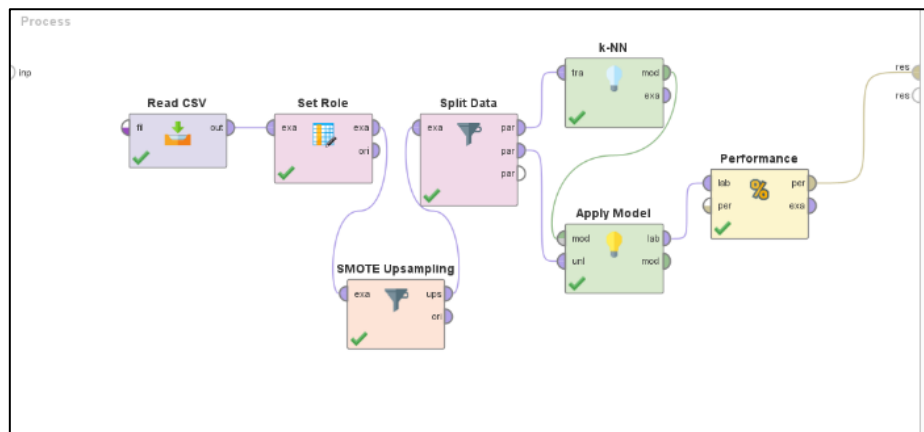 Process
inp
Read CSV
fil
out
Set Role
exa
exa
ori
SMOTE Upsampling
exa
ups
ori
Split Data
exa
par
par
par
k-NN
tra
mod
exa
Apply Model
mod
lab
unl
mod
Performance
lab
per
per
exa
res
res